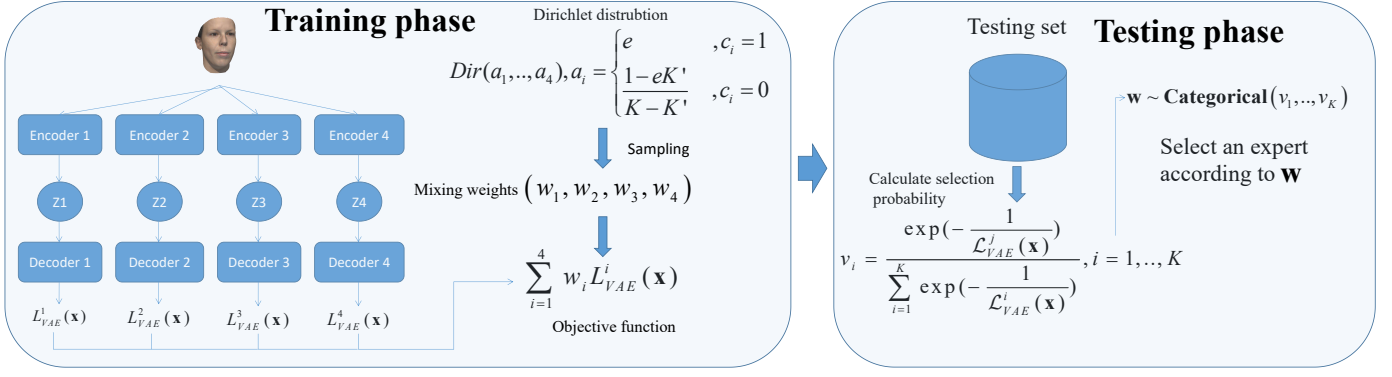 Training phase
Dirichlet distrubtion
Dir(a_1,..,a_4), a_i = { e , c_i = 1
(1 − eK') / (K − K') , c_i = 0
Encoder 1 Encoder 2 Encoder 3 Encoder 4
Sampling
Z1 Z2 Z3 Z4
Mixing weights (w_1, w_2, w_3, w_4)
Decoder 1 Decoder 2 Decoder 3 Decoder 4
∑_{i=1}^{4} w_i L^i_{VAE}(x)
L^1_{VAE}(x) L^2_{VAE}(x) L^3_{VAE}(x) L^4_{VAE}(x)
Objective function
Testing phase
Testing set
w ~ Categorical(v_1,..,v_K)
Select an expert
according to w
Calculate selection
probability
v_i = exp(− 1 / ℒ^j_{VAE}(x)) / ∑_{i=1}^{K} exp(− 1 / ℒ^i_{VAE}(x)), i = 1,.., K